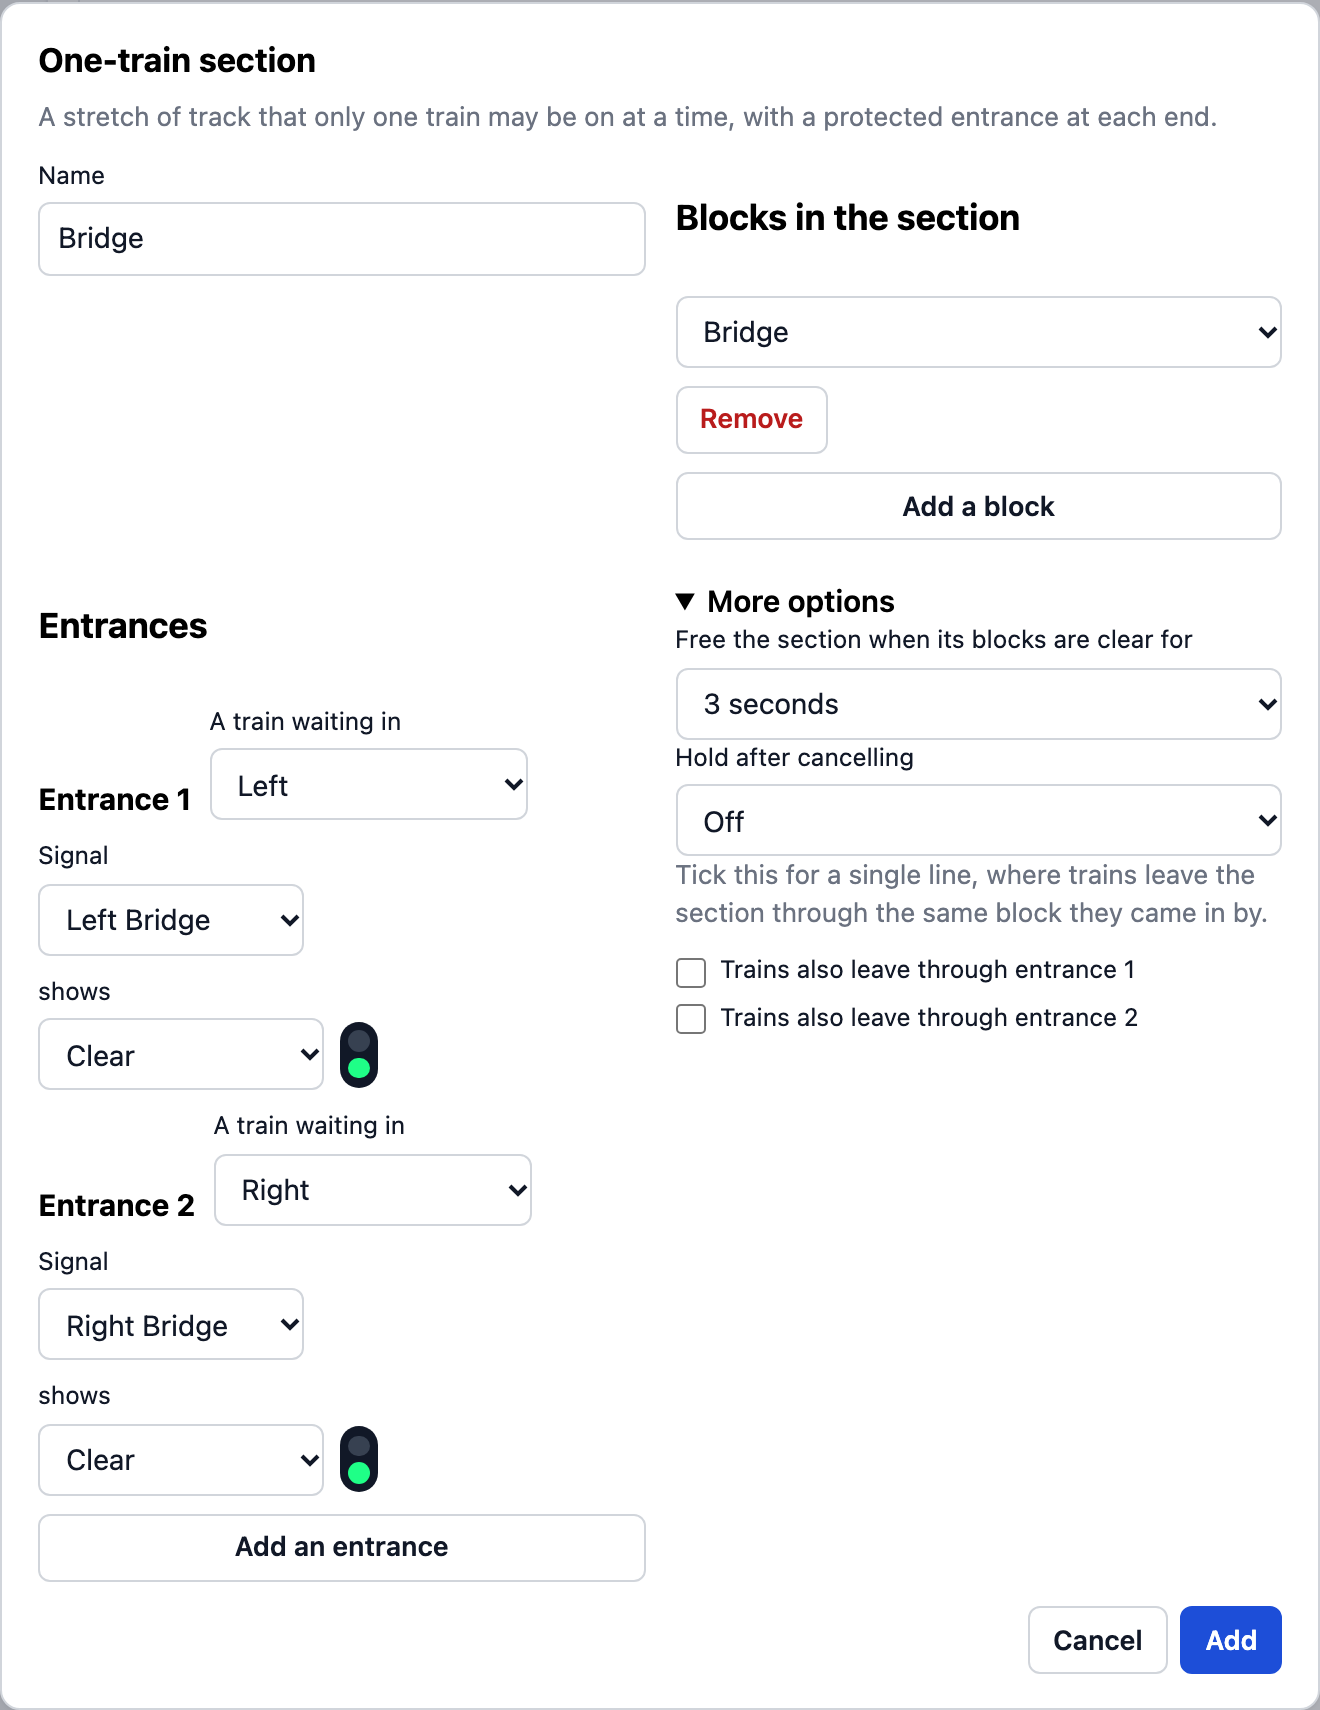 One-train section
A stretch of track that only one train may be on at a time, with a protected entrance at each end.
Name
Bridge
Blocks in the section
Bridge
Remove
Add a block
Entrances
A train waiting in
Entrance 1
Left
Signal
Left Bridge
shows
Clear
A train waiting in
Entrance 2
Right
Signal
Right Bridge
shows
Clear
Add an entrance
More options
Free the section when its blocks are clear for
3 seconds
Hold after cancelling
Off
Tick this for a single line, where trains leave the
section through the same block they came in by.
Trains also leave through entrance 1
Trains also leave through entrance 2
Cancel
Add